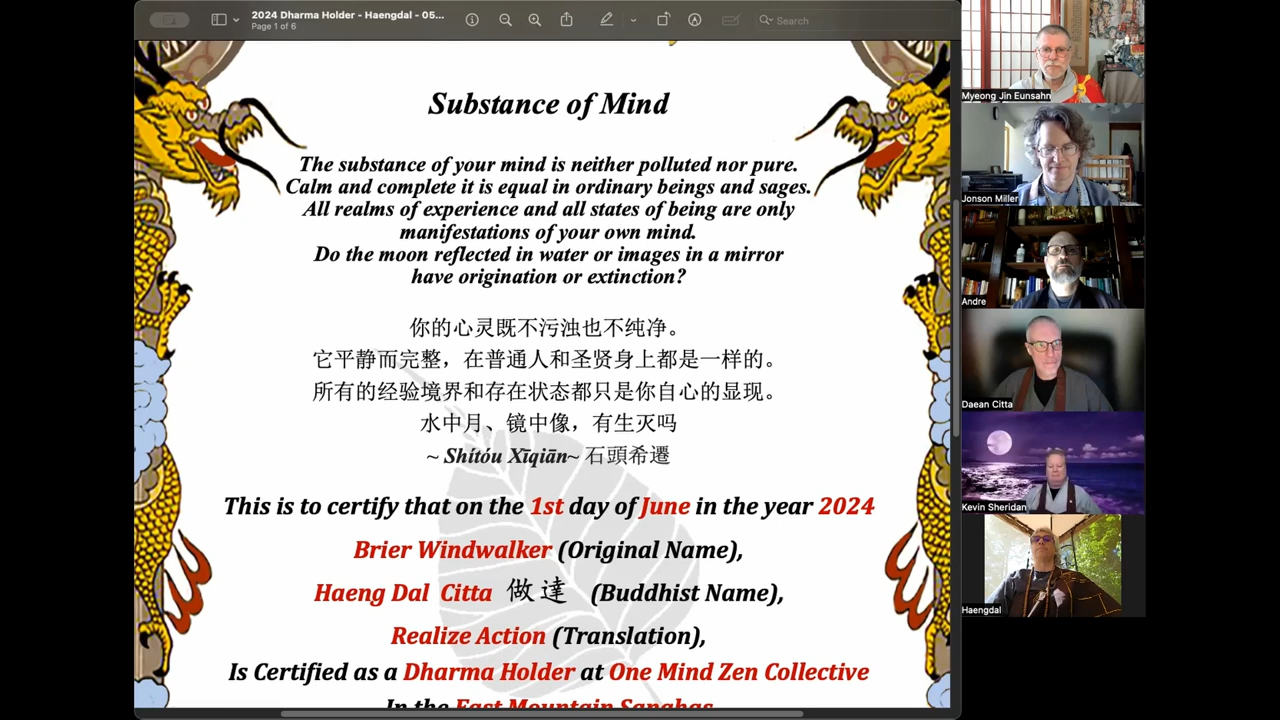 2024 Dharma Holder - Haengdal - 05...
Page 1 of 6
Search
Substance of Mind
The substance of your mind is neither polluted nor pure.
Calm and complete it is equal in ordinary beings and sages.
All realms of experience and all states of being are only
manifestations of your own mind.
Do the moon reflected in water or images in a mirror
have origination or extinction?
你的心灵既不污浊也不纯净。
它平静而完整，在普通人和圣贤身上都是一样的。
所有的经验境界和存在状态都只是你自心的显现。
水中月、镜中像，有生灭吗
~ Shítóu Xīqiān~ 石頭希遷
This is to certify that on the 1st day of June in the year 2024
Brier Windwalker (Original Name),
Haeng Dal Citta 做達 (Buddhist Name),
Realize Action (Translation),
Is Certified as a Dharma Holder at One Mind Zen Collective
In the East Mountain Sanghas
Myeong Jin Eunsahn
Jonson Miller
Andre
Daean Citta
Kevin Sheridan
Haengdal